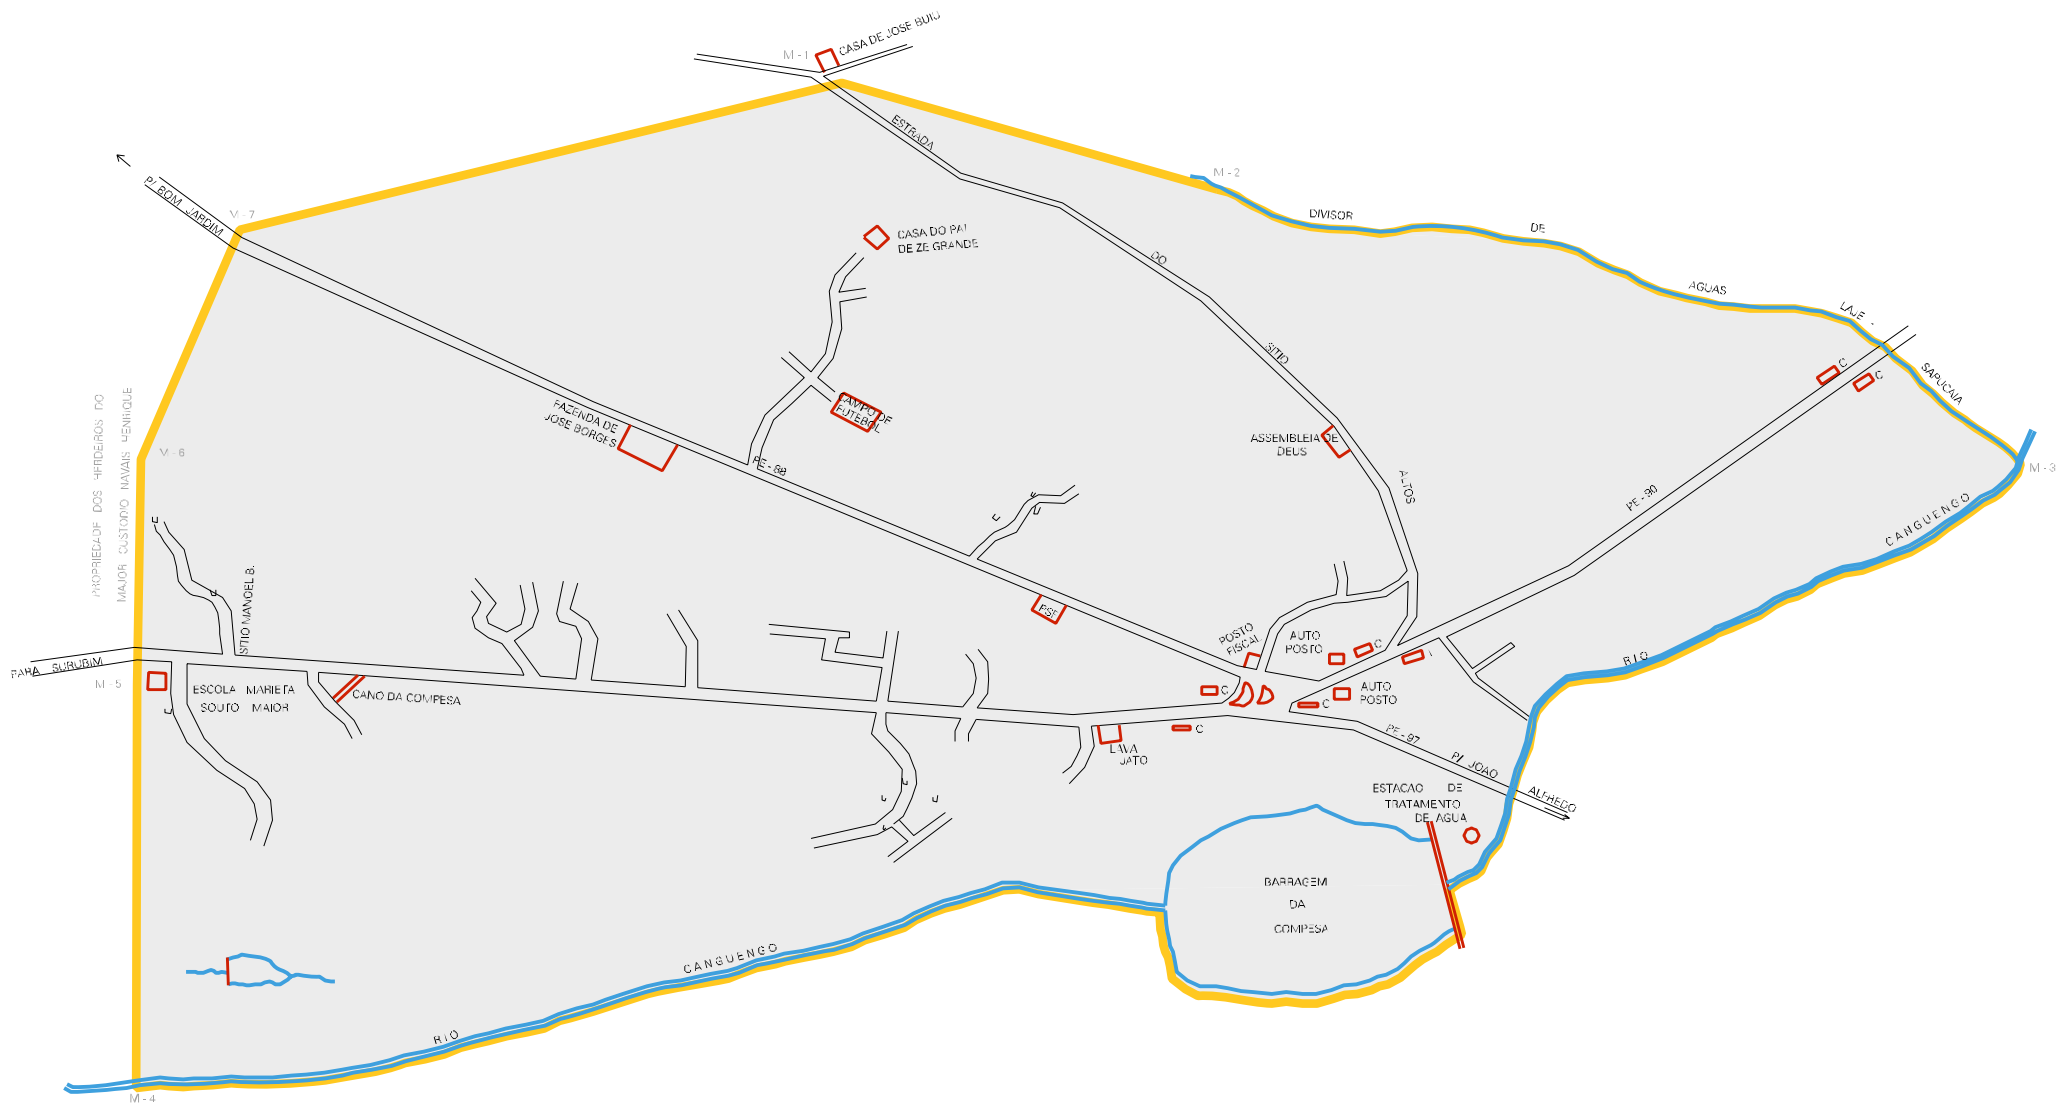 CASA DE JOSE BUIU
M - 1
ESTRADA
M - 2
P/ BOM JARDIM
M - 7
DIVISOR
DE
CASA DO PAI
DE ZE GRANDE
DO
AGUAS
LAJE -
SITIO
C
C
SAPUCAIA
PROPRIEDADE DOS HERDEIROS DO
MAJOR CUSTODIO NAVAIS HENRIQUE
CAMPO DE
FUTEBOL
FAZENDA DE
JOSE BORGES
ASSEMBLEIA DE
DEUS
M - 6
PE - 88
ALTOS
M - 3
PE - 90
CANGUENGO
SITIO MANOEL B.
PSF
POSTO
FISCAL
AUTO
POSTO
C
RIO
PARA SURUBIM
M - 5
ESCOLA MARIETA
SOUTO MAIOR
CANO DA COMPESA
C
AUTO
POSTO
C
C
LAVA
JATO
PE - 97
P/ JOAO
ALFREDO
ESTACAO DE
TRATAMENTO
DE AGUA
BARRAGEM
DA
COMPESA
CANGUENGO
RIO
M - 4